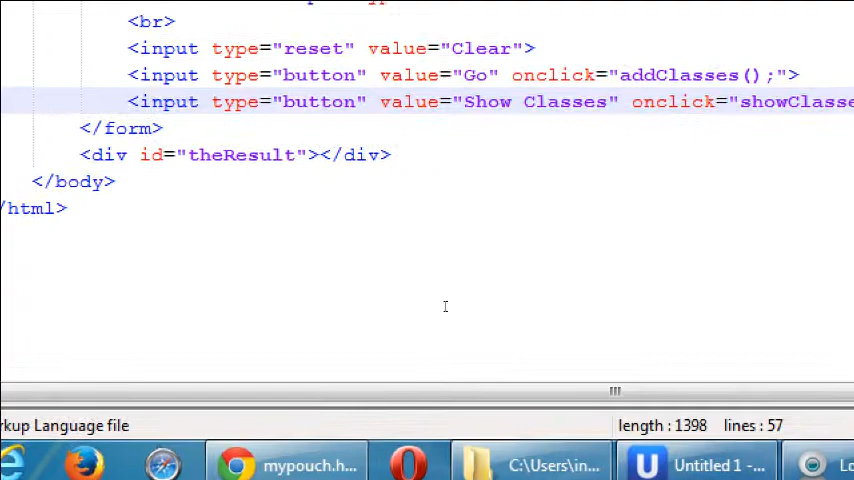 <br>
<input type="reset" value="Clear">
<input type="button" value="Go" onclick="addClasses();">
<input type="button" value="Show Classes" onclick="showClasse
</form>
<div id="theResult"></div>
</body>
/html>
rkup Language file
length : 1398 lines : 57
mypouch.h...
C:\Users\in...
Untitled 1 -...
Lo